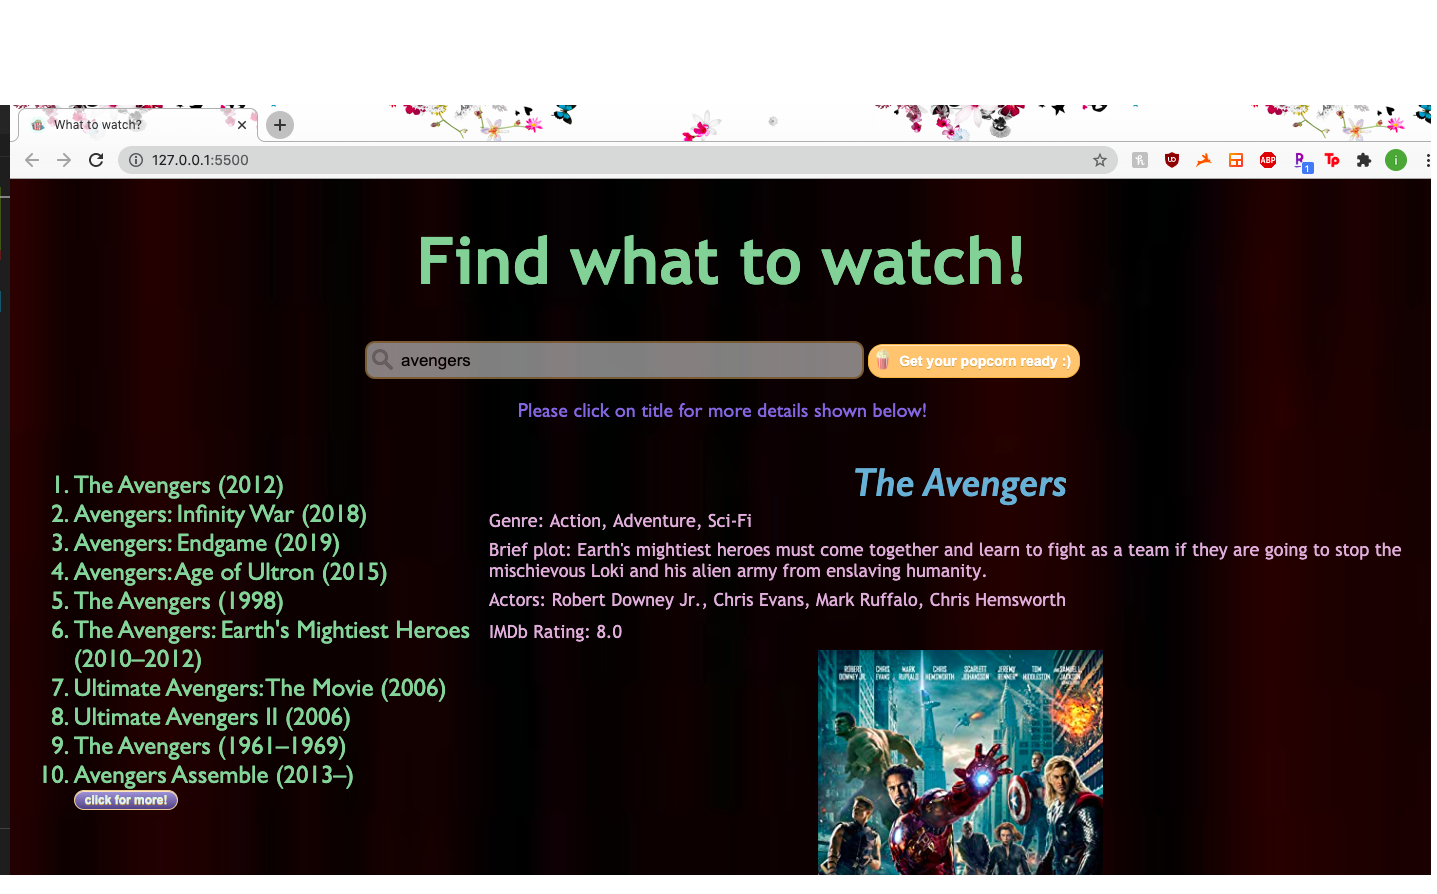 What to watch?
127.0.0.1:5500
UD
ABP
1
Tp
i
Find what to watch!
avengers
Get your popcorn ready :)
Please click on title for more details shown below!
1. The Avengers (2012)
2. Avengers: Infinity War (2018)
3. Avengers: Endgame (2019)
4. Avengers: Age of Ultron (2015)
5. The Avengers (1998)
6. The Avengers: Earth's Mightiest Heroes
(2010–2012)
7. Ultimate Avengers: The Movie (2006)
8. Ultimate Avengers II (2006)
9. The Avengers (1961–1969)
10. Avengers Assemble (2013–)
click for more!
The Avengers
Genre: Action, Adventure, Sci-Fi
Brief plot: Earth's mightiest heroes must come together and learn to fight as a team if they are going to stop the
mischievous Loki and his alien army from enslaving humanity.
Actors: Robert Downey Jr., Chris Evans, Mark Ruffalo, Chris Hemsworth
IMDb Rating: 8.0
ROBERT CHRIS MARK CHRIS SCARLETT JEREMY TOM SAMUEL L.
DOWNEY JR. EVANS RUFFALO HEMSWORTH JOHANSSON RENNER HIDDLESTON JACKSON